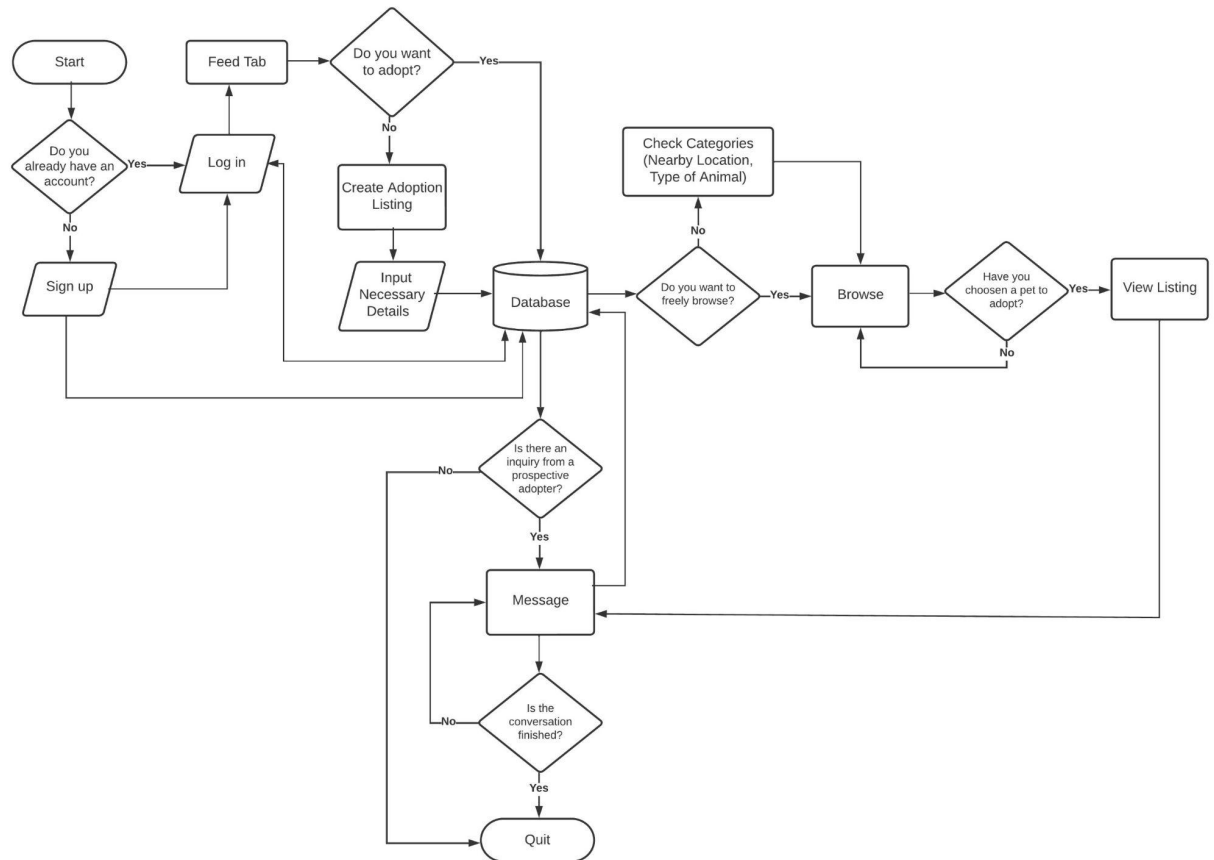 Start
Feed Tab
Do you want
to adopt?
Yes
No
Do you
already have an
account?
Yes
Log in
No
Sign up
Create Adoption
Listing
Input
Necessary
Details
Database
Check Categories
(Nearby Location,
Type of Animal)
No
Do you want to
freely browse?
Yes
Browse
Have you
choosen a pet to
adopt?
Yes
View Listing
No
Is there an
inquiry from a
prospective
adopter?
No
Yes
Message
Is the
conversation
finished?
No
Yes
Quit